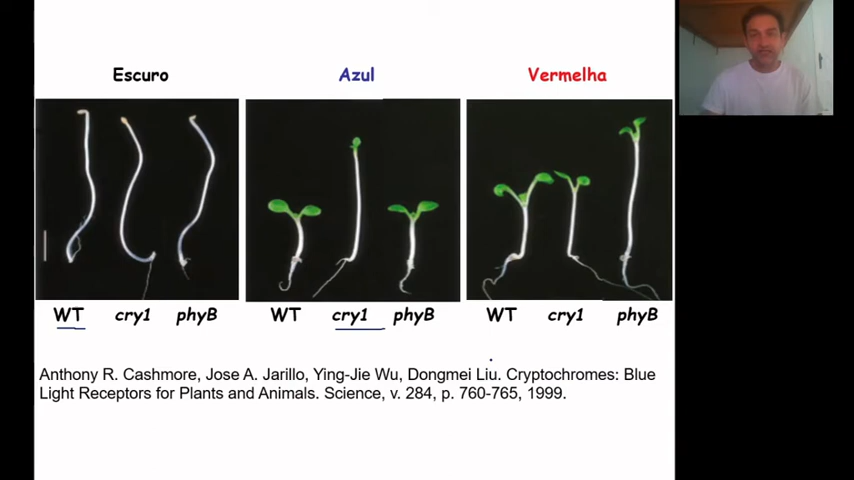 Escuro Azul Vermelha
WT cry1 phyB WT cry1 phyB WT cry1 phyB
Anthony R. Cashmore, Jose A. Jarillo, Ying-Jie Wu, Dongmei Liu. Cryptochromes: Blue
Light Receptors for Plants and Animals. Science, v. 284, p. 760-765, 1999.